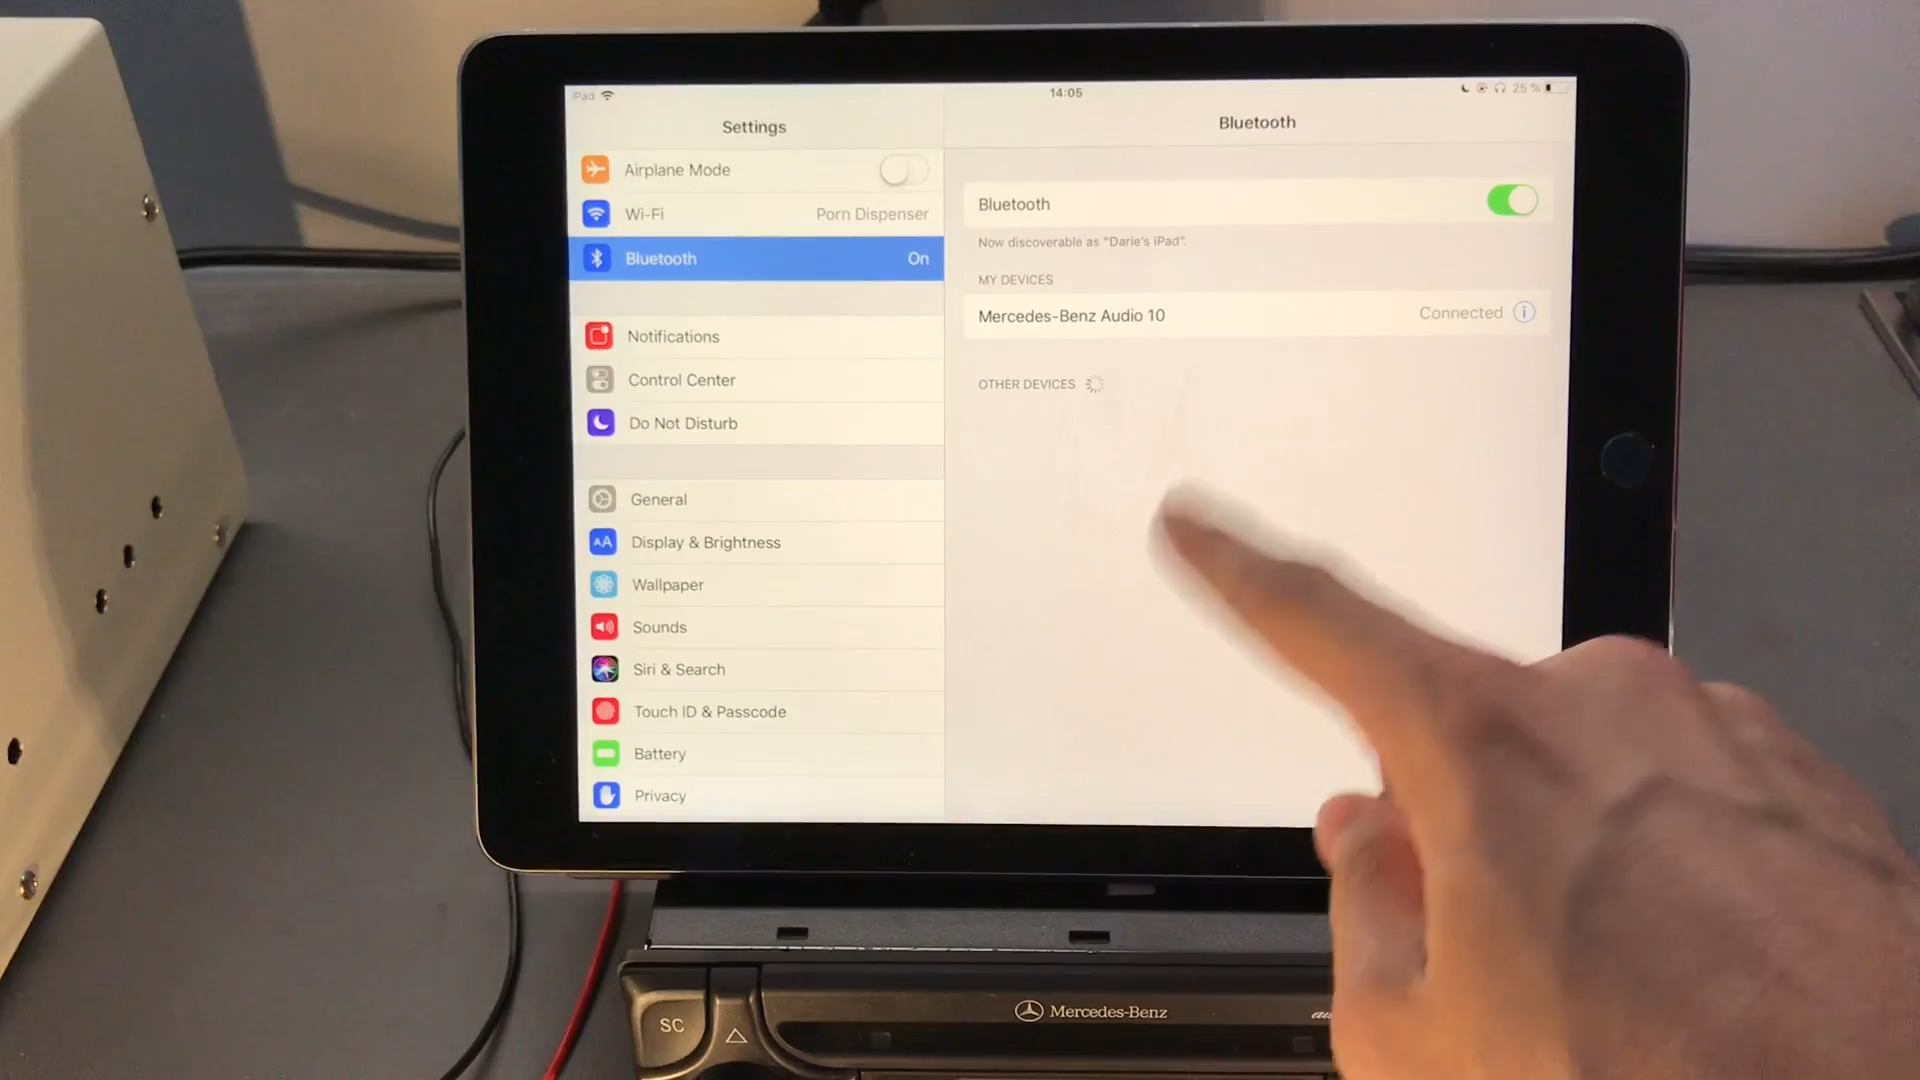 iPad
14:05
25 %
Settings
Bluetooth
Airplane Mode
Wi-Fi Porn Dispenser
Bluetooth On
Notifications
Control Center
Do Not Disturb
General
AA Display & Brightness
Wallpaper
Sounds
Siri & Search
Touch ID & Passcode
Battery
Privacy
Bluetooth
Now discoverable as “Darie's iPad”.
MY DEVICES
Mercedes-Benz Audio 10 Connected i
OTHER DEVICES
SC
Mercedes-Benz